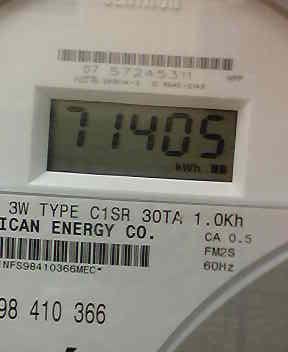 07 57245311
71405
kWh
3W TYPE C1SR 30TA 1.0Kh
ICAN ENERGY CO.
CA 0.5
FM2S
60Hz
NFS98410366MEC*
98 410 366